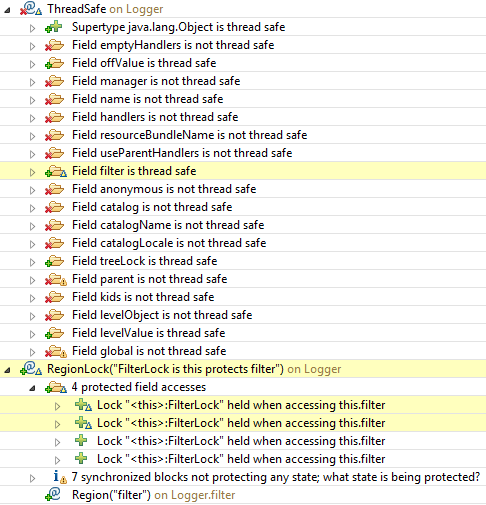 ThreadSafe on Logger
Supertype java.lang.Object is thread safe
Field emptyHandlers is not thread safe
Field offValue is thread safe
Field manager is not thread safe
Field name is not thread safe
Field handlers is not thread safe
Field resourceBundleName is not thread safe
Field useParentHandlers is not thread safe
Field filter is thread safe
Field anonymous is not thread safe
Field catalog is not thread safe
Field catalogName is not thread safe
Field catalogLocale is not thread safe
Field treeLock is thread safe
Field parent is not thread safe
Field kids is not thread safe
Field levelObject is not thread safe
Field levelValue is thread safe
Field global is not thread safe
RegionLock("FilterLock is this protects filter") on Logger
4 protected field accesses
Lock "<this>:FilterLock" held when accessing this.filter
Lock "<this>:FilterLock" held when accessing this.filter
Lock "<this>:FilterLock" held when accessing this.filter
Lock "<this>:FilterLock" held when accessing this.filter
7 synchronized blocks not protecting any state; what state is being protected?
Region("filter") on Logger.filter